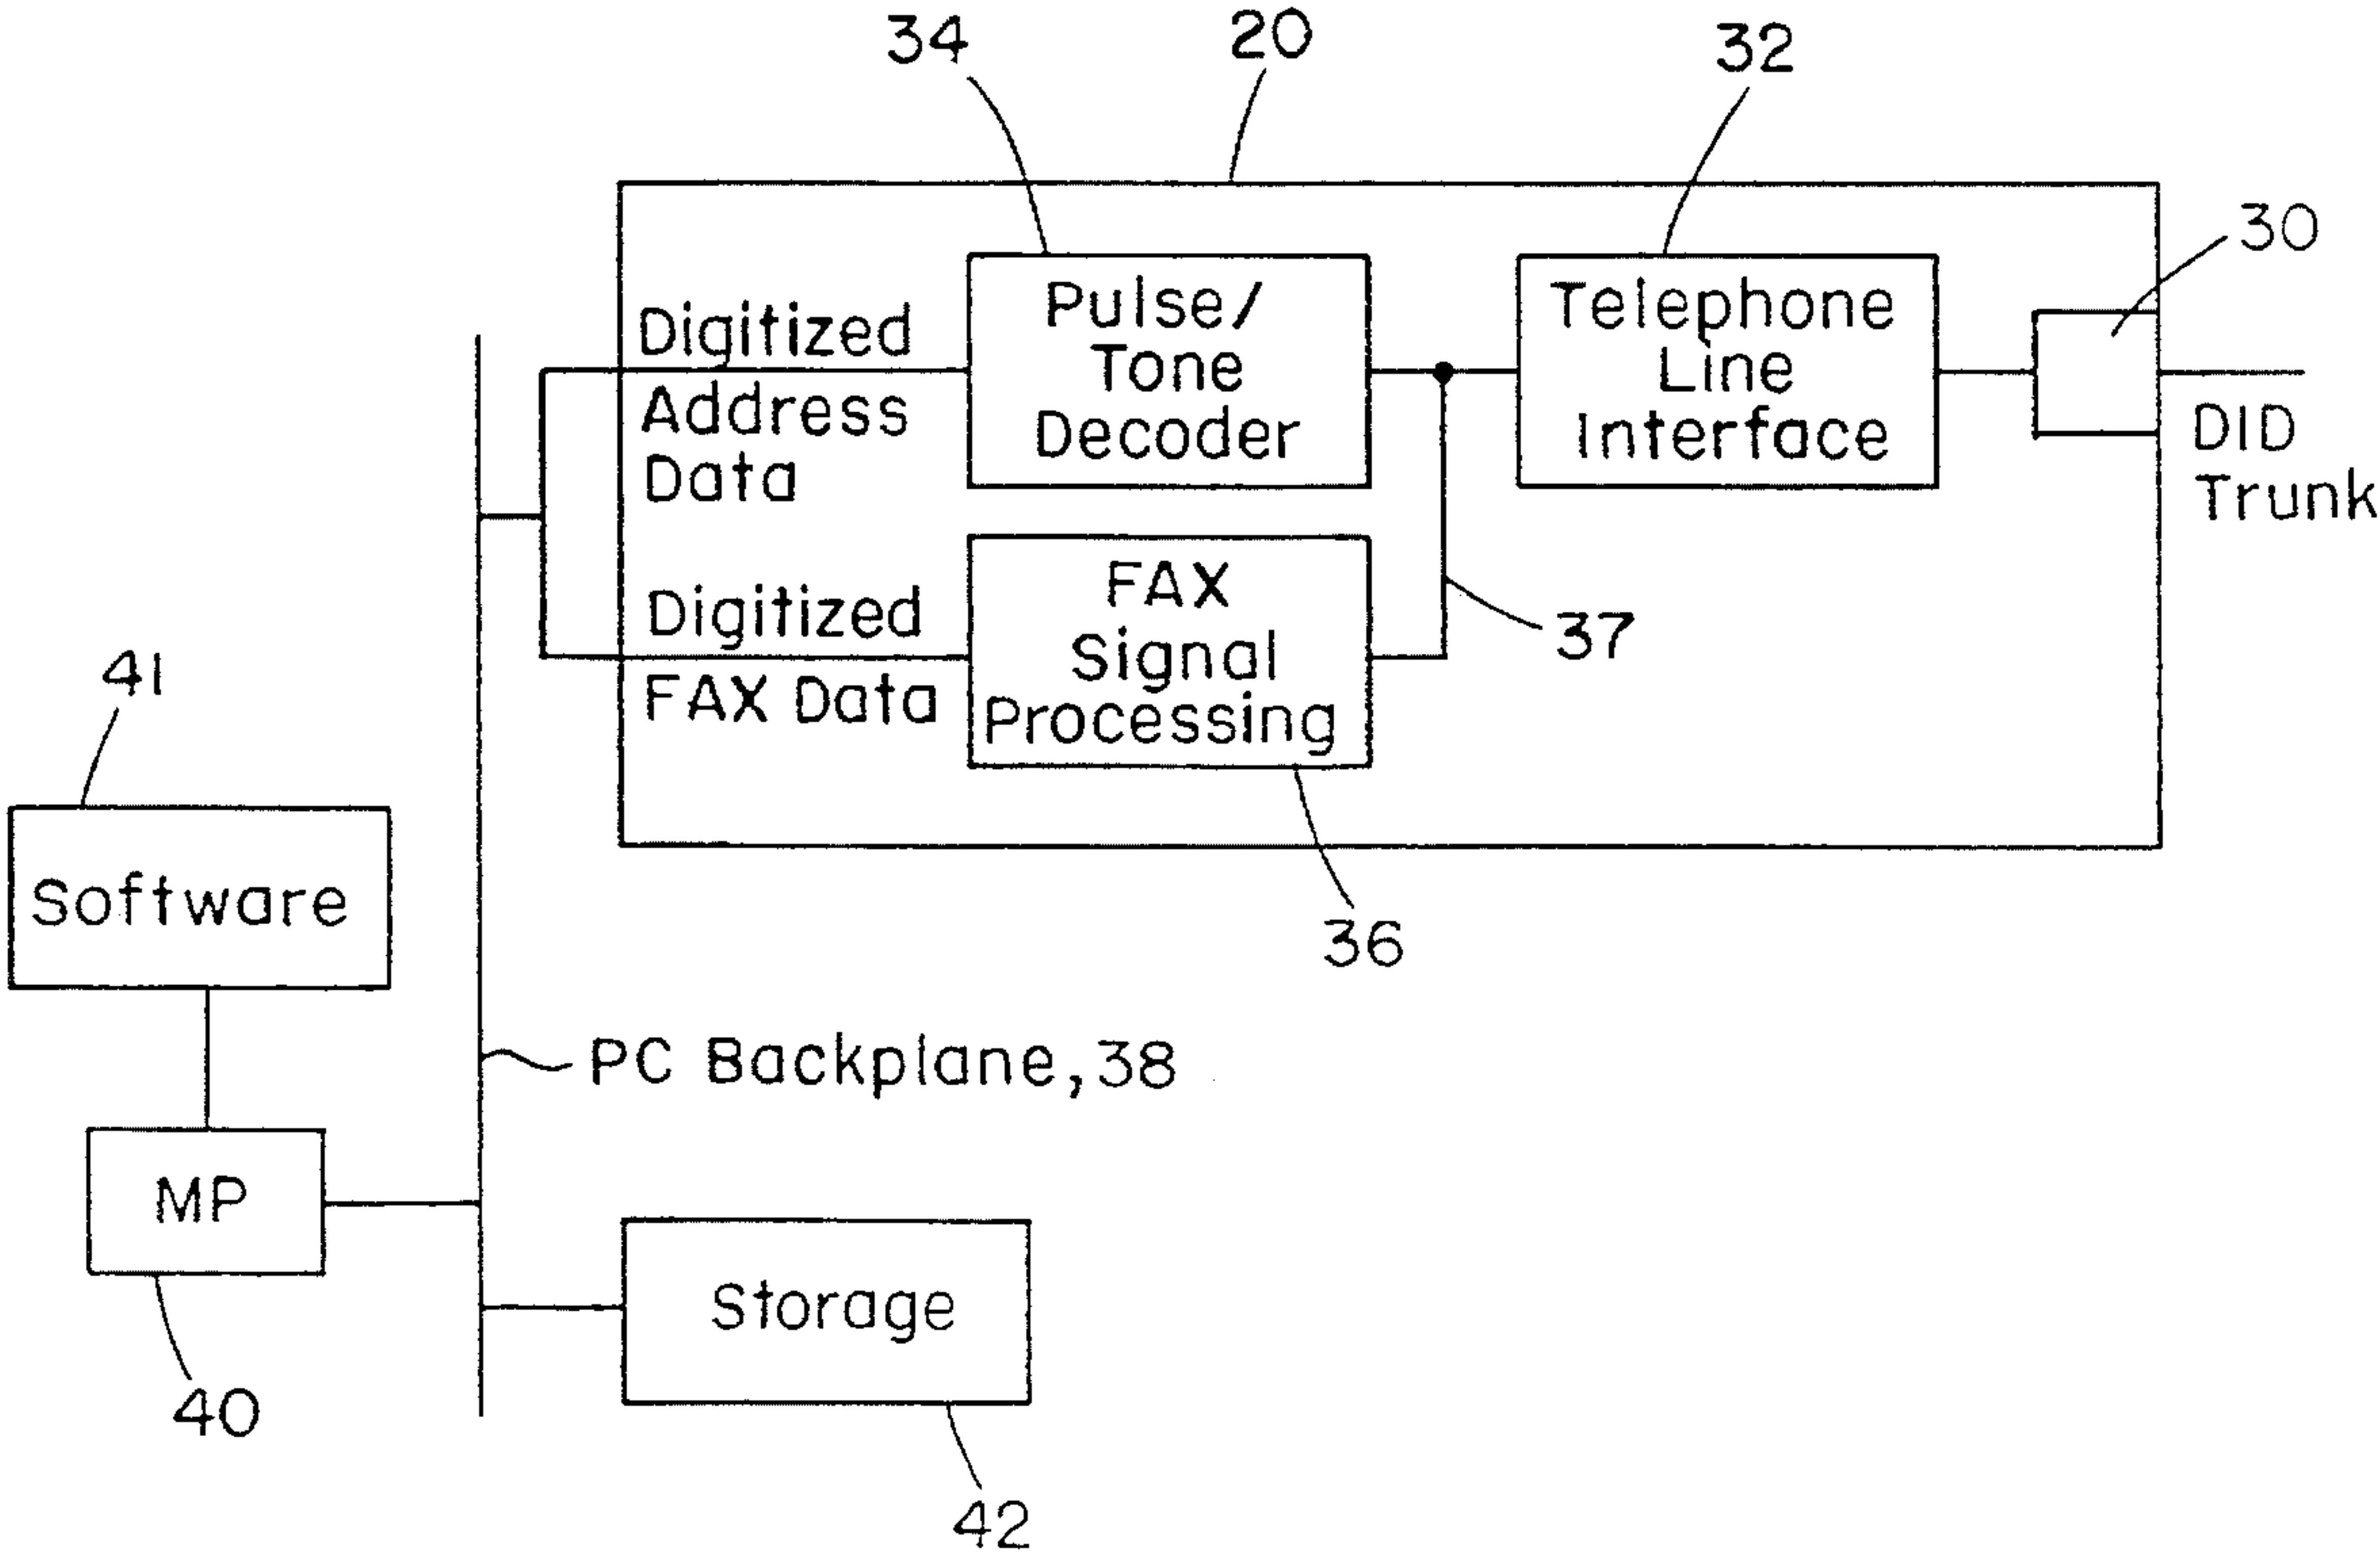 34
20
32
30
Pulse/
Tone
Decoder
Telephone
Line
Interface
Digitized
Address
Data
DID
Trunk
FAX
Signal
Processing
Digitized
FAX Data
37
41
36
Software
PC Backplane, 38
MP
Storage
40
42